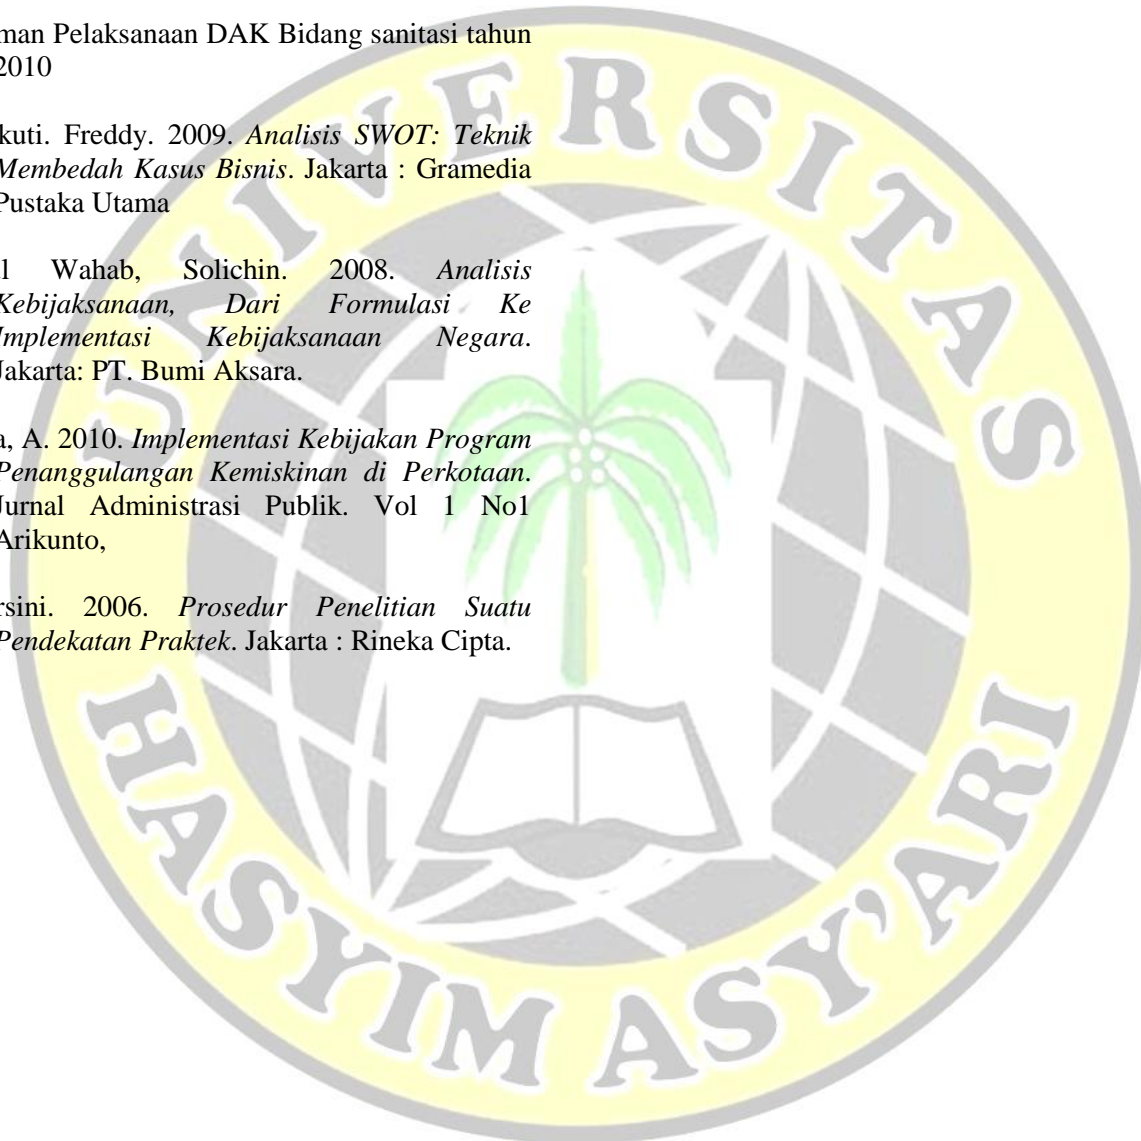 man Pelaksanaan DAK Bidang sanitasi tahun
2010
kuti. Freddy. 2009. Analisis SWOT: Teknik
Membedah Kasus Bisnis. Jakarta : Gramedia
Pustaka Utama
l Wahab, Solichin. 2008. Analisis
Kebijaksanaan, Dari Formulasi Ke
Implementasi Kebijaksanaan Negara.
Jakarta: PT. Bumi Aksara.
a, A. 2010. Implementasi Kebijakan Program
Penanggulangan Kemiskinan di Perkotaan.
Jurnal Administrasi Publik. Vol 1 No1
Arikunto,
rsini. 2006. Prosedur Penelitian Suatu
Pendekatan Praktek. Jakarta : Rineka Cipta.
UNIVERSITAS
HASYIM ASY'ARI